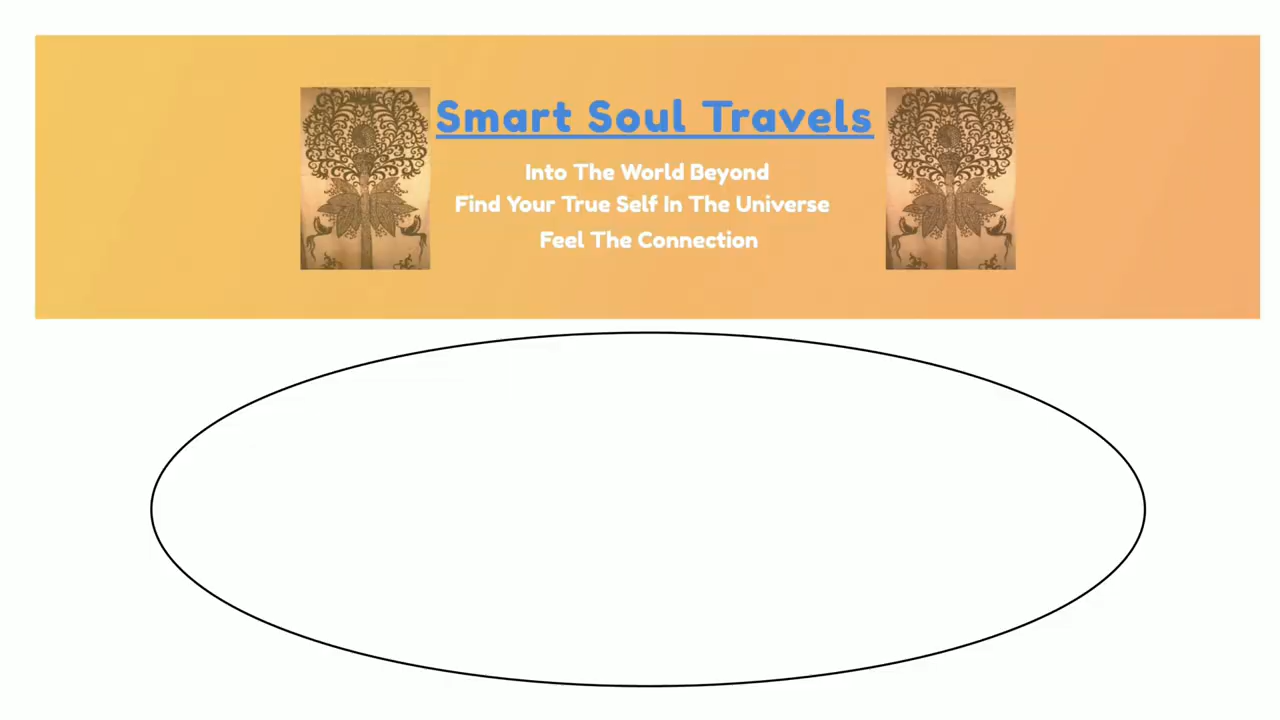 Smart Soul Travels
Into The World Beyond
Find Your True Self In The Universe
Feel The Connection